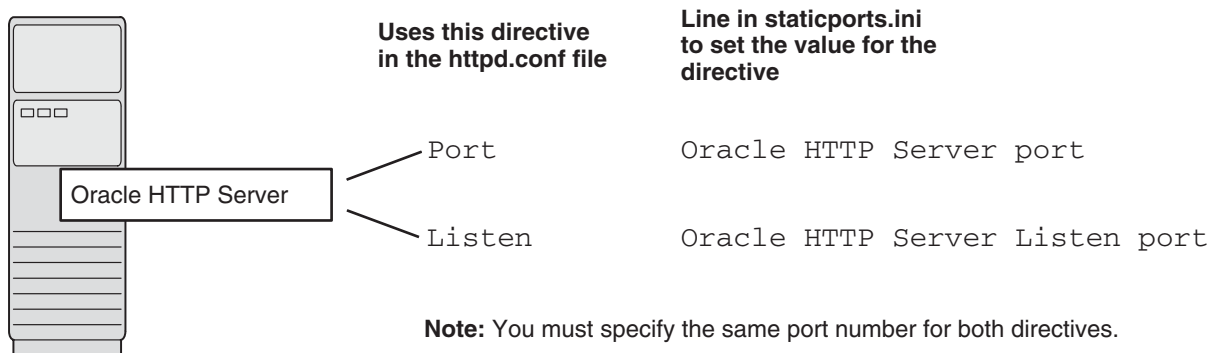 Uses this directive
in the httpd.conf file
Line in staticports.ini
to set the value for the
directive
Port
Oracle HTTP Server port
Oracle HTTP Server
Listen
Oracle HTTP Server Listen port
Note: You must specify the same port number for both directives.